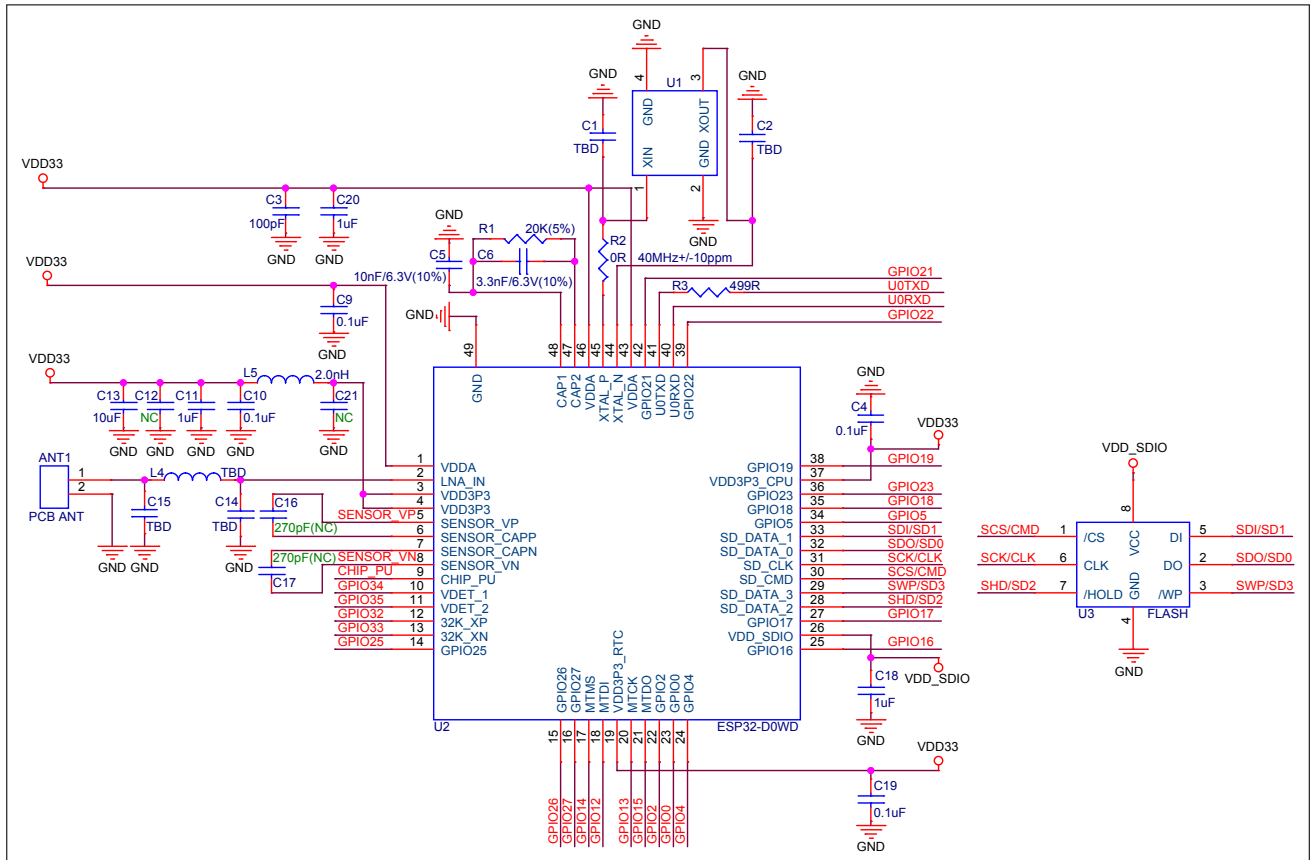 GND
GND
4
3
U1
GND
GND
XOUT
C1
TBD
C2
TBD
XIN
GND
1
2
GND
VDD33
C3
100pF
GND
C20
1uF
GND
GND
R1
20K(5%)
C5
C6
10nF/6.3V(10%)
3.3nF/6.3V(10%)
R2
0R
40MHz+/-10ppm
VDD33
C9
0.1uF
GND
GND
49
R3
499R
GPIO21
U0TXD
U0RXD
GPIO22
48
47
46
45
44
43
42
41
40
39
GND
CAP1
CAP2
VDDA
XTAL_P
XTAL_N
VDDA
GPIO21
U0TXD
U0RXD
GPIO22
VDD33
L5
2.0nH
C13
10uF
C12
NC
C11
1uF
C10
0.1uF
C21
NC
GND
GND
GND
GND
GND
ANT1
1
2
PCB ANT
L4
TBD
C15
TBD
C14
TBD
C16
270pF(NC)
SENSOR_VP
270pF(NC)
C17
SENSOR_VN
GND
GND
GND
CHIP_PU
GPIO34
GPIO35
GPIO32
GPIO33
GPIO25
1 VDDA
2 LNA_IN
3 VDD3P3
4 VDD3P3
5 SENSOR_VP
6 SENSOR_CAPP
7 SENSOR_CAPN
8 SENSOR_VN
9 CHIP_PU
10 VDET_1
11 VDET_2
12 32K_XP
13 32K_XN
14 GPIO25
GND
C4
0.1uF
VDD33
GPIO19 38 GPIO19
VDD3P3_CPU 37
GPIO23 36 GPIO23
GPIO18 35 GPIO18
GPIO5 34 GPIO5
SD_DATA_1 33 SDI/SD1
SD_DATA_0 32 SDO/SD0
SD_CLK 31 SCK/CLK
SD_CMD 30 SCS/CMD
SD_DATA_3 29 SWP/SD3
SD_DATA_2 28 SHD/SD2
GPIO17 27 GPIO17
VDD_SDIO 26
GPIO16 25 GPIO16
VDD_SDIO
C18
1uF
GND
GPIO26
GPIO27
MTMS
MTDI
VDD3P3_RTC
MTCK
MTDO
GPIO2
GPIO0
GPIO4
U2
ESP32-D0WD
15
16
17
18
19
20
21
22
23
24
GPIO26
GPIO27
GPIO14
GPIO12
GPIO13
GPIO15
GPIO2
GPIO0
GPIO4
VDD33
C19
0.1uF
GND
VDD_SDIO
8
SCS/CMD 1 /CS
SCK/CLK 6 CLK
SHD/SD2 7 /HOLD
VCC
GND
DI 5 SDI/SD1
DO 2 SDO/SD0
/WP 3 SWP/SD3
U3
4
FLASH
GND